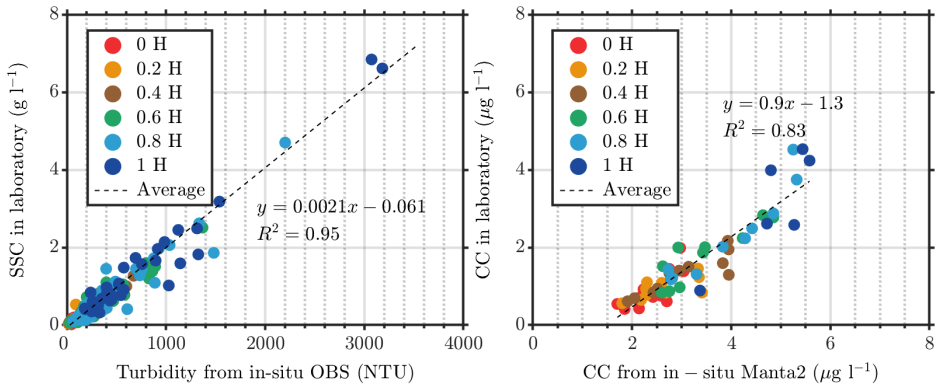 8
6
4
2
0
0 1000 2000 3000 4000
SSC in laboratory (g l⁻¹)
Turbidity from in-situ OBS (NTU)
0 H
0.2 H
0.4 H
0.6 H
0.8 H
1 H
Average
y = 0.0021x − 0.061
R² = 0.95
8
6
4
2
0
0 2 4 6 8
CC in laboratory (μg l⁻¹)
CC from in − situ Manta2 (μg l⁻¹)
0 H
0.2 H
0.4 H
0.6 H
0.8 H
1 H
Average
y = 0.9x − 1.3
R² = 0.83